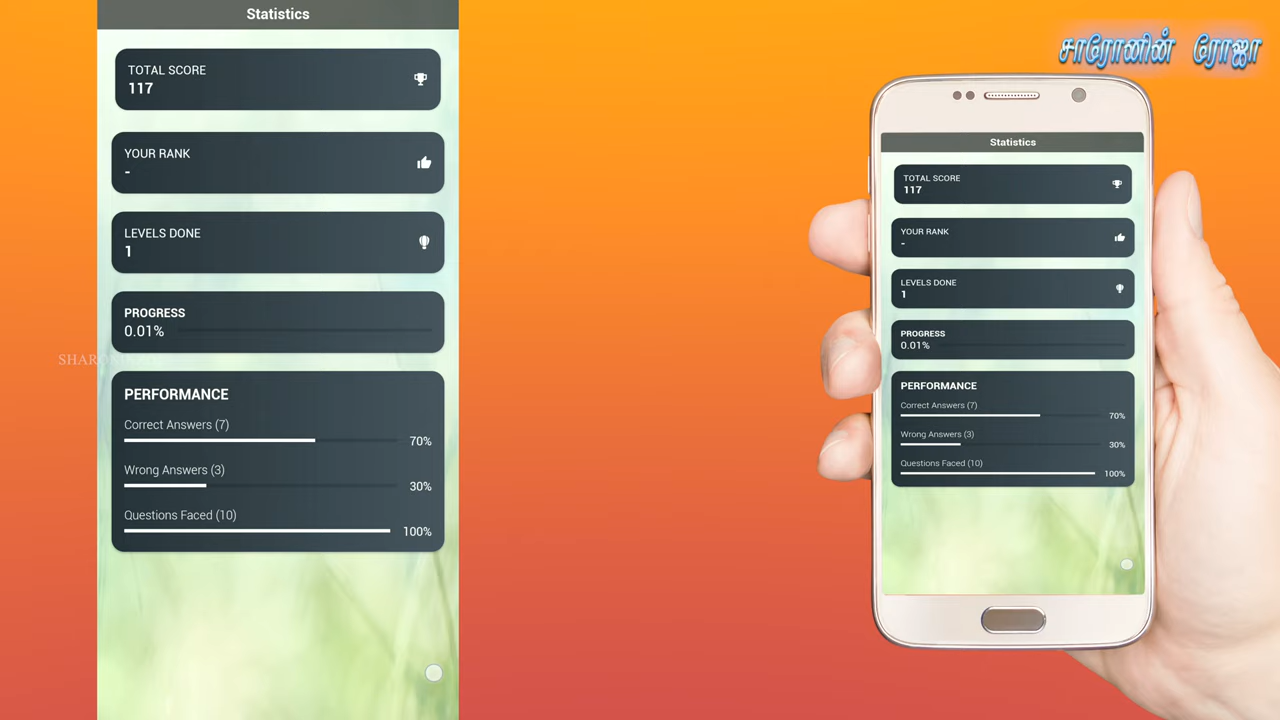 Statistics
TOTAL SCORE
117
YOUR RANK
-
LEVELS DONE
1
PROGRESS
0.01%
PERFORMANCE
Correct Answers (7)
70%
Wrong Answers (3)
30%
Questions Faced (10)
100%
சாரோனின் ரோஜா
Statistics
TOTAL SCORE
117
YOUR RANK
-
LEVELS DONE
1
PROGRESS
0.01%
PERFORMANCE
Correct Answers (7)
70%
Wrong Answers (3)
30%
Questions Faced (10)
100%